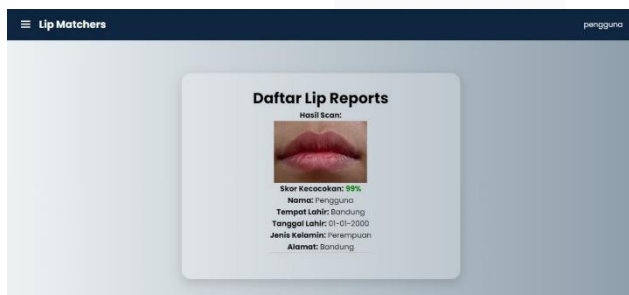 Lip Matchers
pengguna
Daftar Lip Reports
Hasil Scan:
Skor Kecocokan: 99%
Nama: Pengguna
Tempat Lahir: Bandung
Tanggal Lahir: 01-01-2000
Jenis Kelamin: Perempuan
Alamat: Bandung